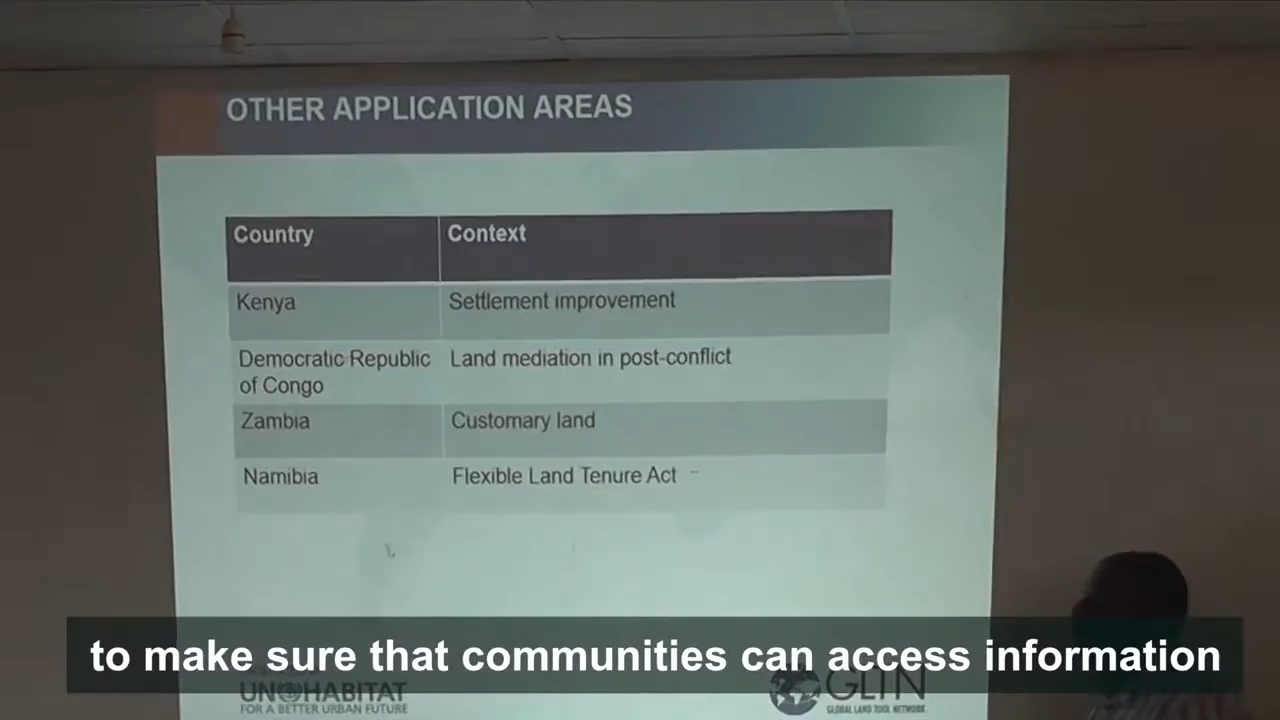 OTHER APPLICATION AREAS
Country Context
Kenya Settlement improvement
Democratic Republic Land mediation in post-conflict
of Congo
Zambia Customary land
Namibia Flexible Land Tenure Act
to make sure that communities can access information
UN HABITAT
FOR A BETTER URBAN FUTURE
GLTN
GLOBAL LAND TOOL NETWORK